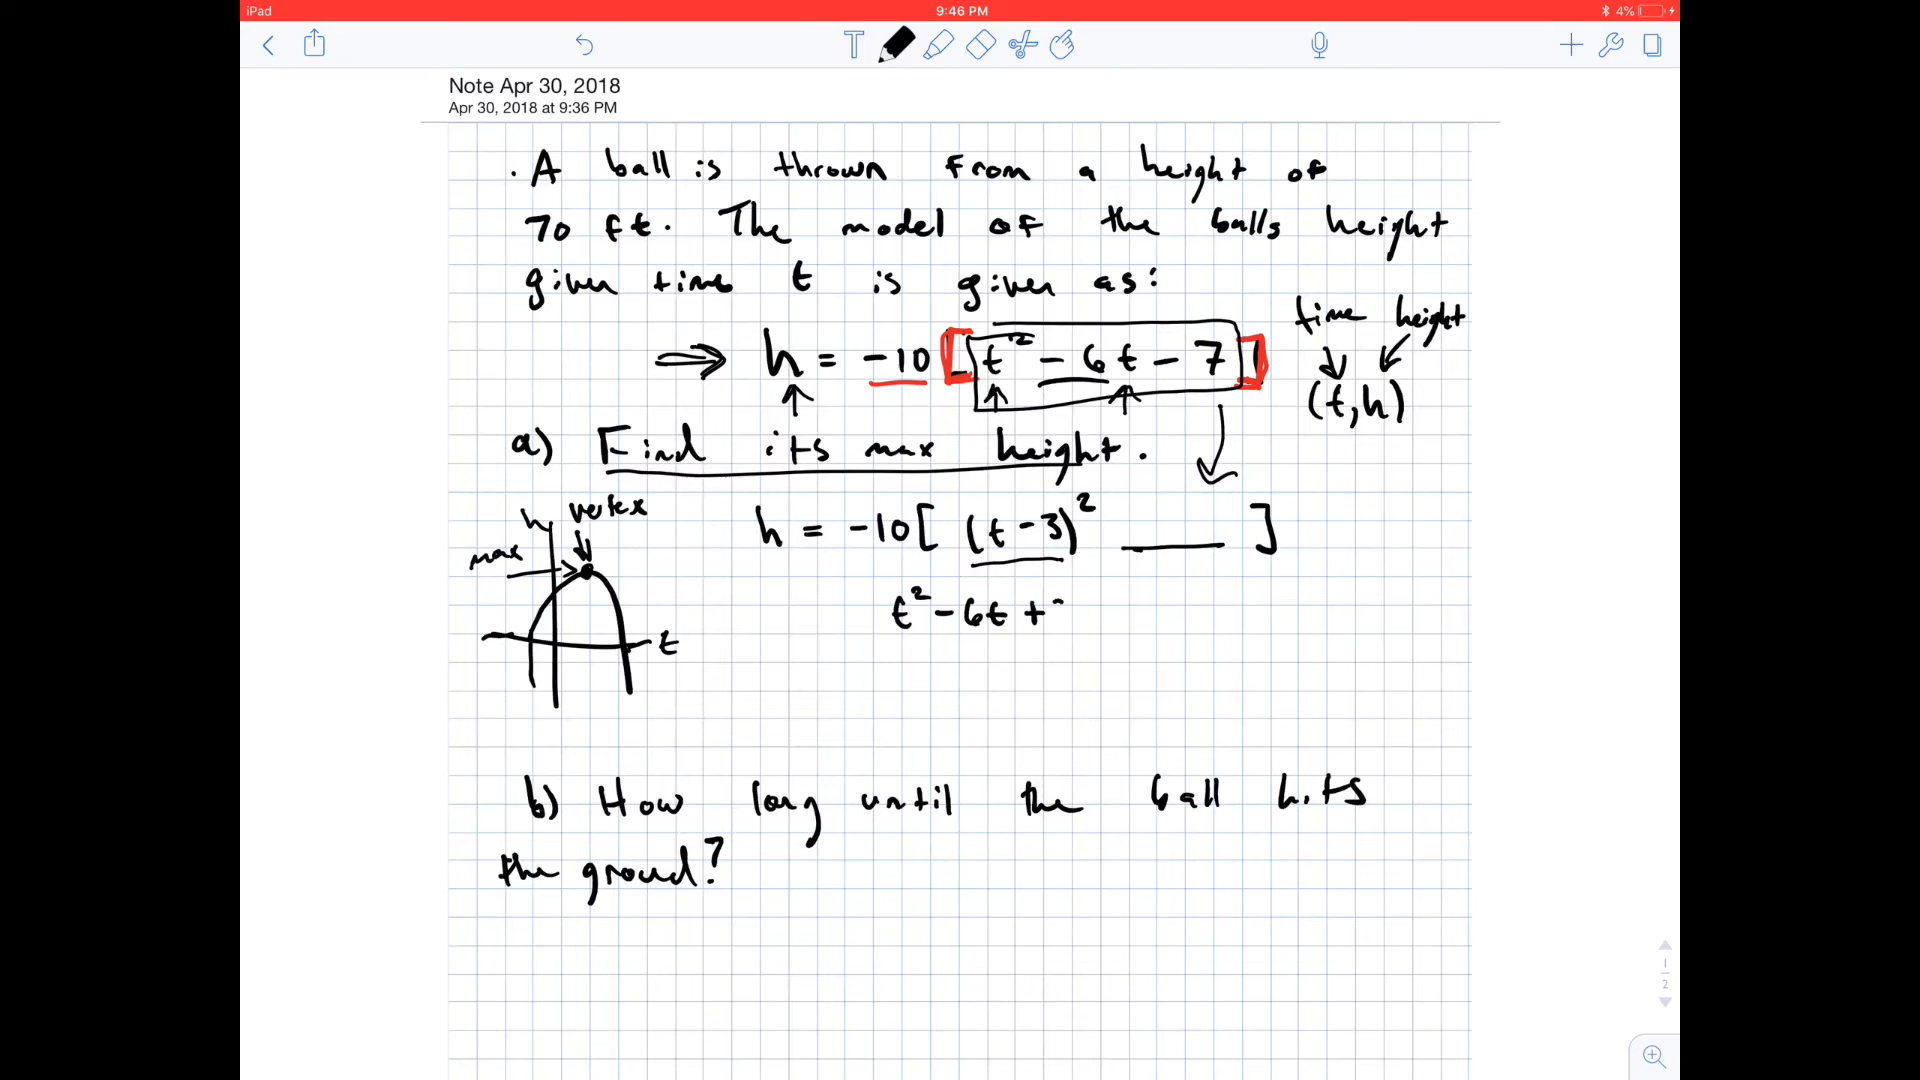 iPad
9:46 PM
4%
Note Apr 30, 2018
Apr 30, 2018 at 9:36 PM
. A ball is thrown from a height of
70 ft. The model of the balls height
given time t is given as:
time height
⇒ h = -10 [t² - 6t - 7]
(t, h)
a) Find its max height.
h vertex
max
h = -10[ (t - 3)² ____ ]
t² - 6t +
t
b) How long until the ball hits
the ground?
1
2